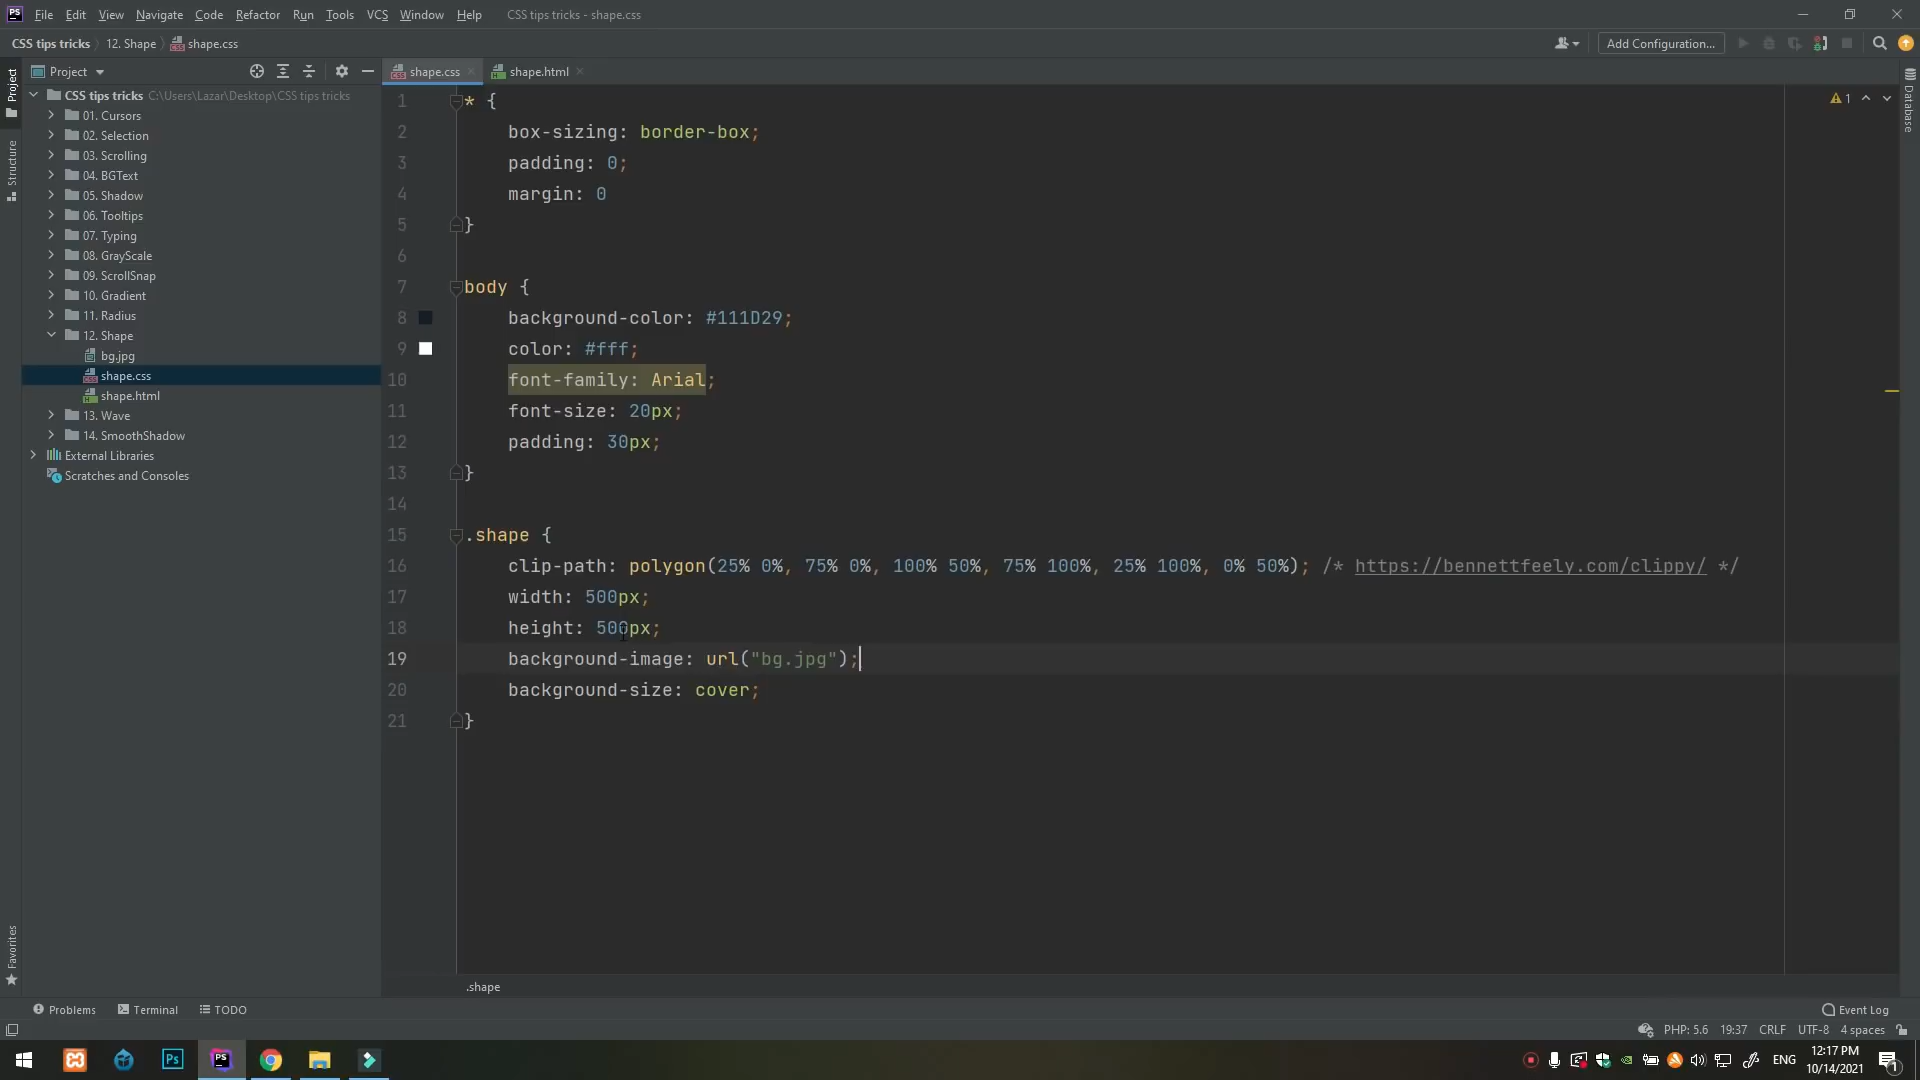 PS File Edit View Navigate Code Refactor Run Tools VCS Window Help CSS tips tricks - shape.css
CSS tips tricks 12. Shape shape.css Add Configuration...
Project shape.css shape.html
Project
Structure
Favorites
Database
CSS tips tricks C:\Users\Lazar\Desktop\CSS tips tricks
01. Cursors
02. Selection
03. Scrolling
04. BGText
05. Shadow
06. Tooltips
07. Typing
08. GrayScale
09. ScrollSnap
10. Gradient
11. Radius
12. Shape
bg.jpg
shape.css
shape.html
13. Wave
14. SmoothShadow
External Libraries
Scratches and Consoles
1 * {
2 box-sizing: border-box;
3 padding: 0;
4 margin: 0
5 }
6
7 body {
8 background-color: #111D29;
9 color: #fff;
10 font-family: Arial;
11 font-size: 20px;
12 padding: 30px;
13 }
14
15 .shape {
16 clip-path: polygon(25% 0%, 75% 0%, 100% 50%, 75% 100%, 25% 100%, 0% 50%); /* https://bennettfeely.com/clippy/ */
17 width: 500px;
18 height: 500px;
19 background-image: url("bg.jpg");
20 background-size: cover;
21 }
1
.shape
Problems Terminal TODO Event Log
PHP: 5.6 19:37 CRLF UTF-8 4 spaces
Ps PS ENG 12:17 PM
10/14/2021
1